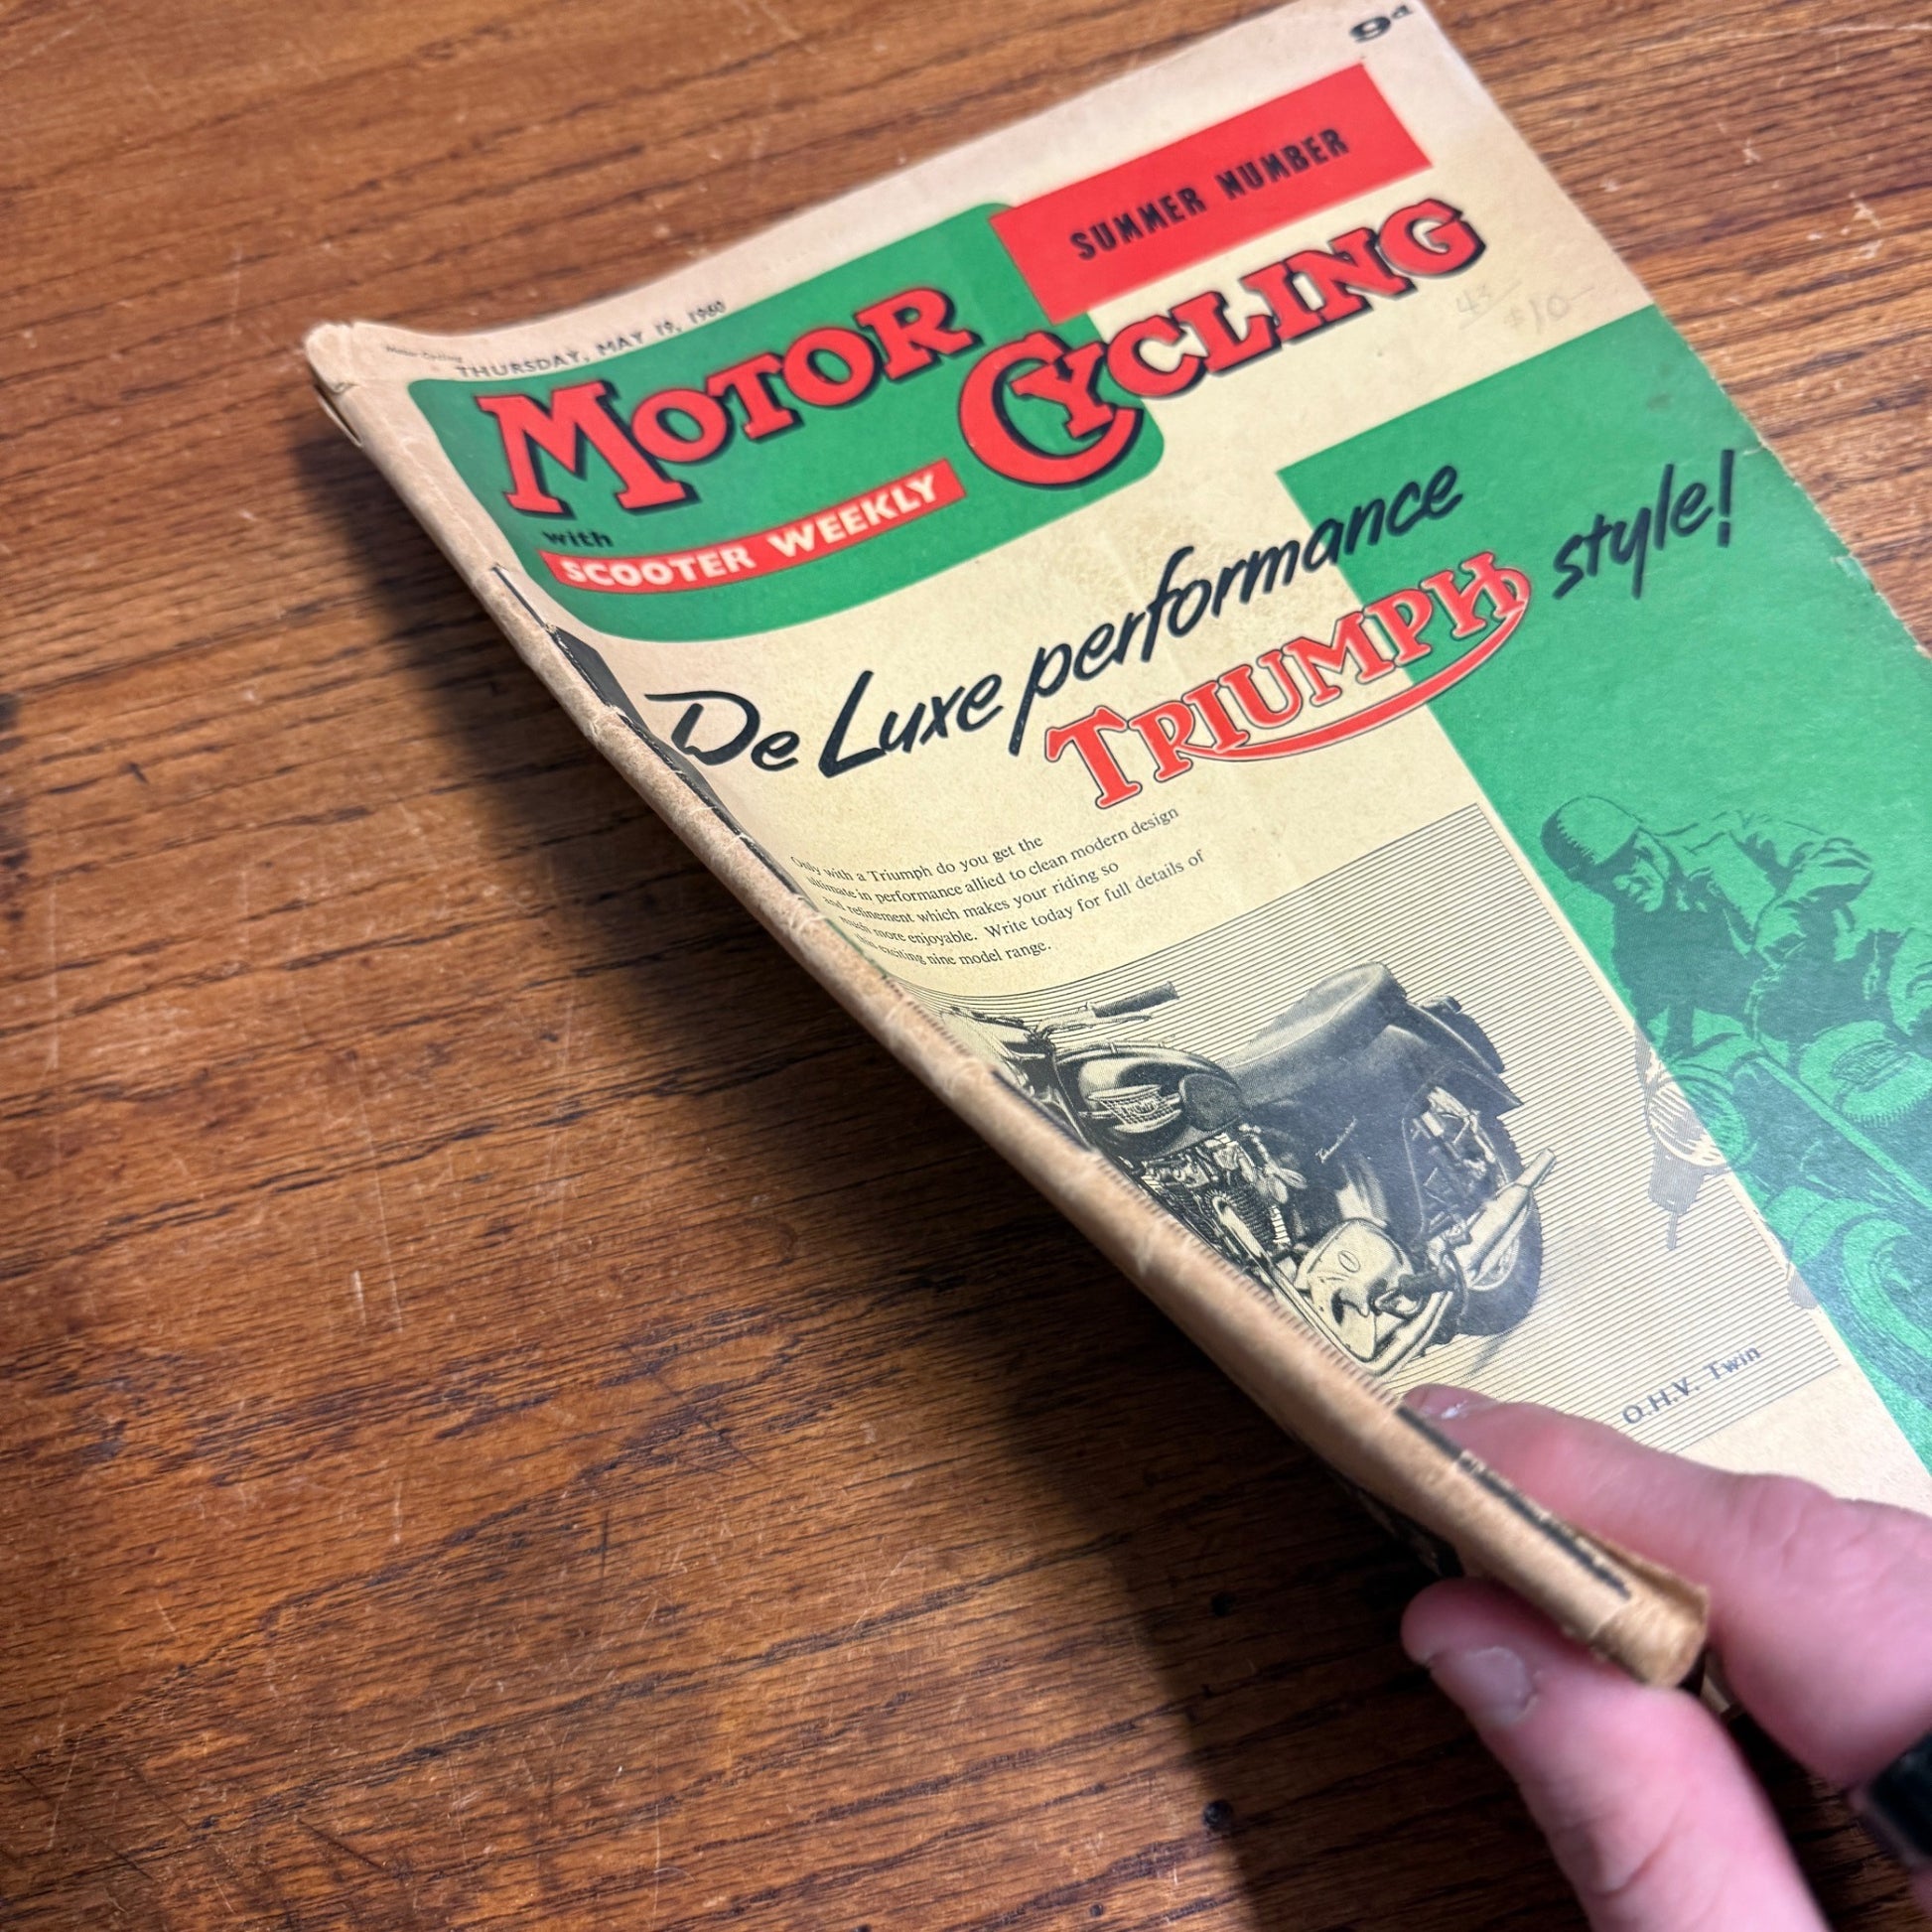 9d
Motor Cycling
THURSDAY, MAY 19, 1960
SUMMER NUMBER
MOTOR CYCLING
with
SCOOTER WEEKLY
$10
De Luxe performance
TRIUMPH style!
Only with a Triumph do you get the
ultimate in performance allied to clean modern design
and refinement which makes your riding so
much more enjoyable. Write today for full details of
this exciting nine model range.
O.H.V. Twin